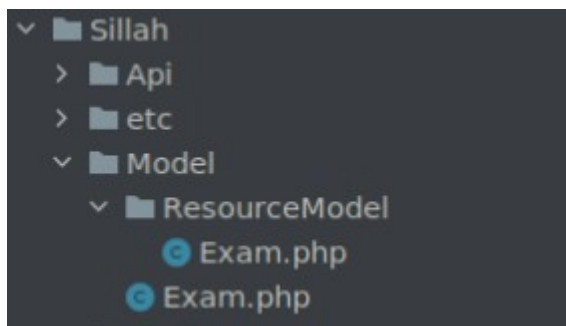 Sillah
Api
etc
Model
ResourceModel
Exam.php
Exam.php